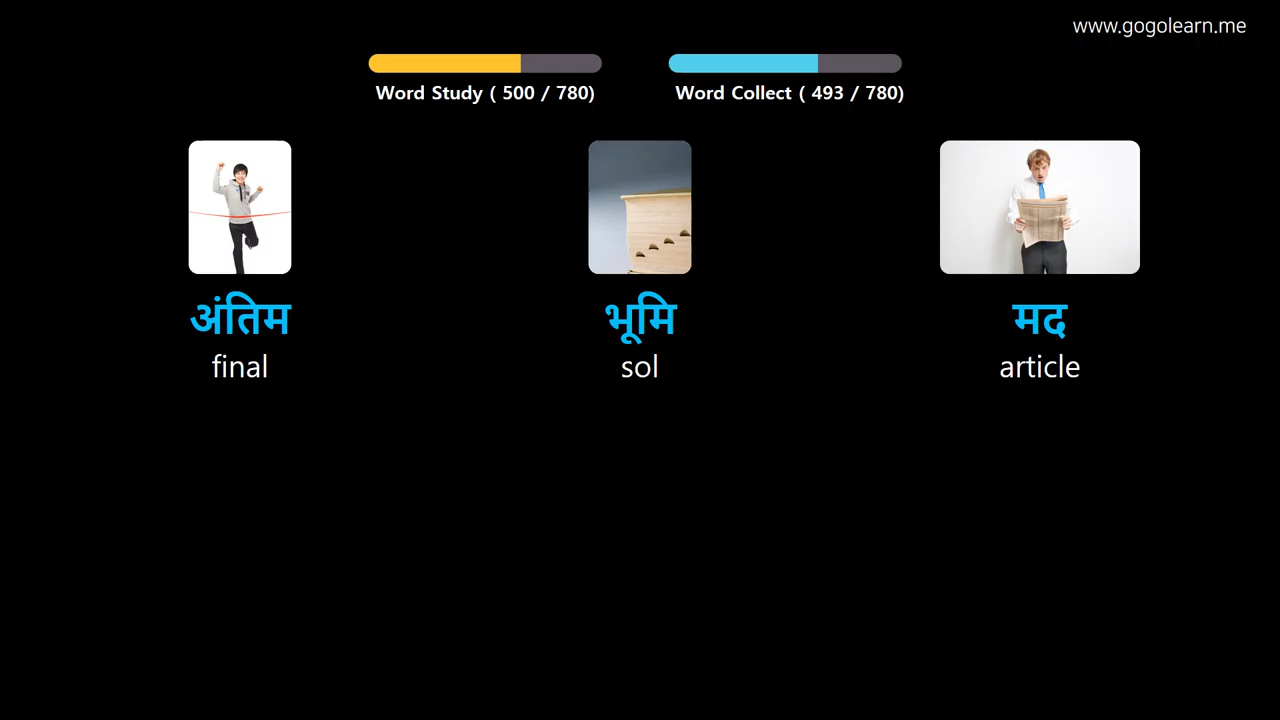 www.gogolearn.me
Word Study ( 500 / 780)
Word Collect ( 493 / 780)
अंतिम
भूमि
मद
final
sol
article